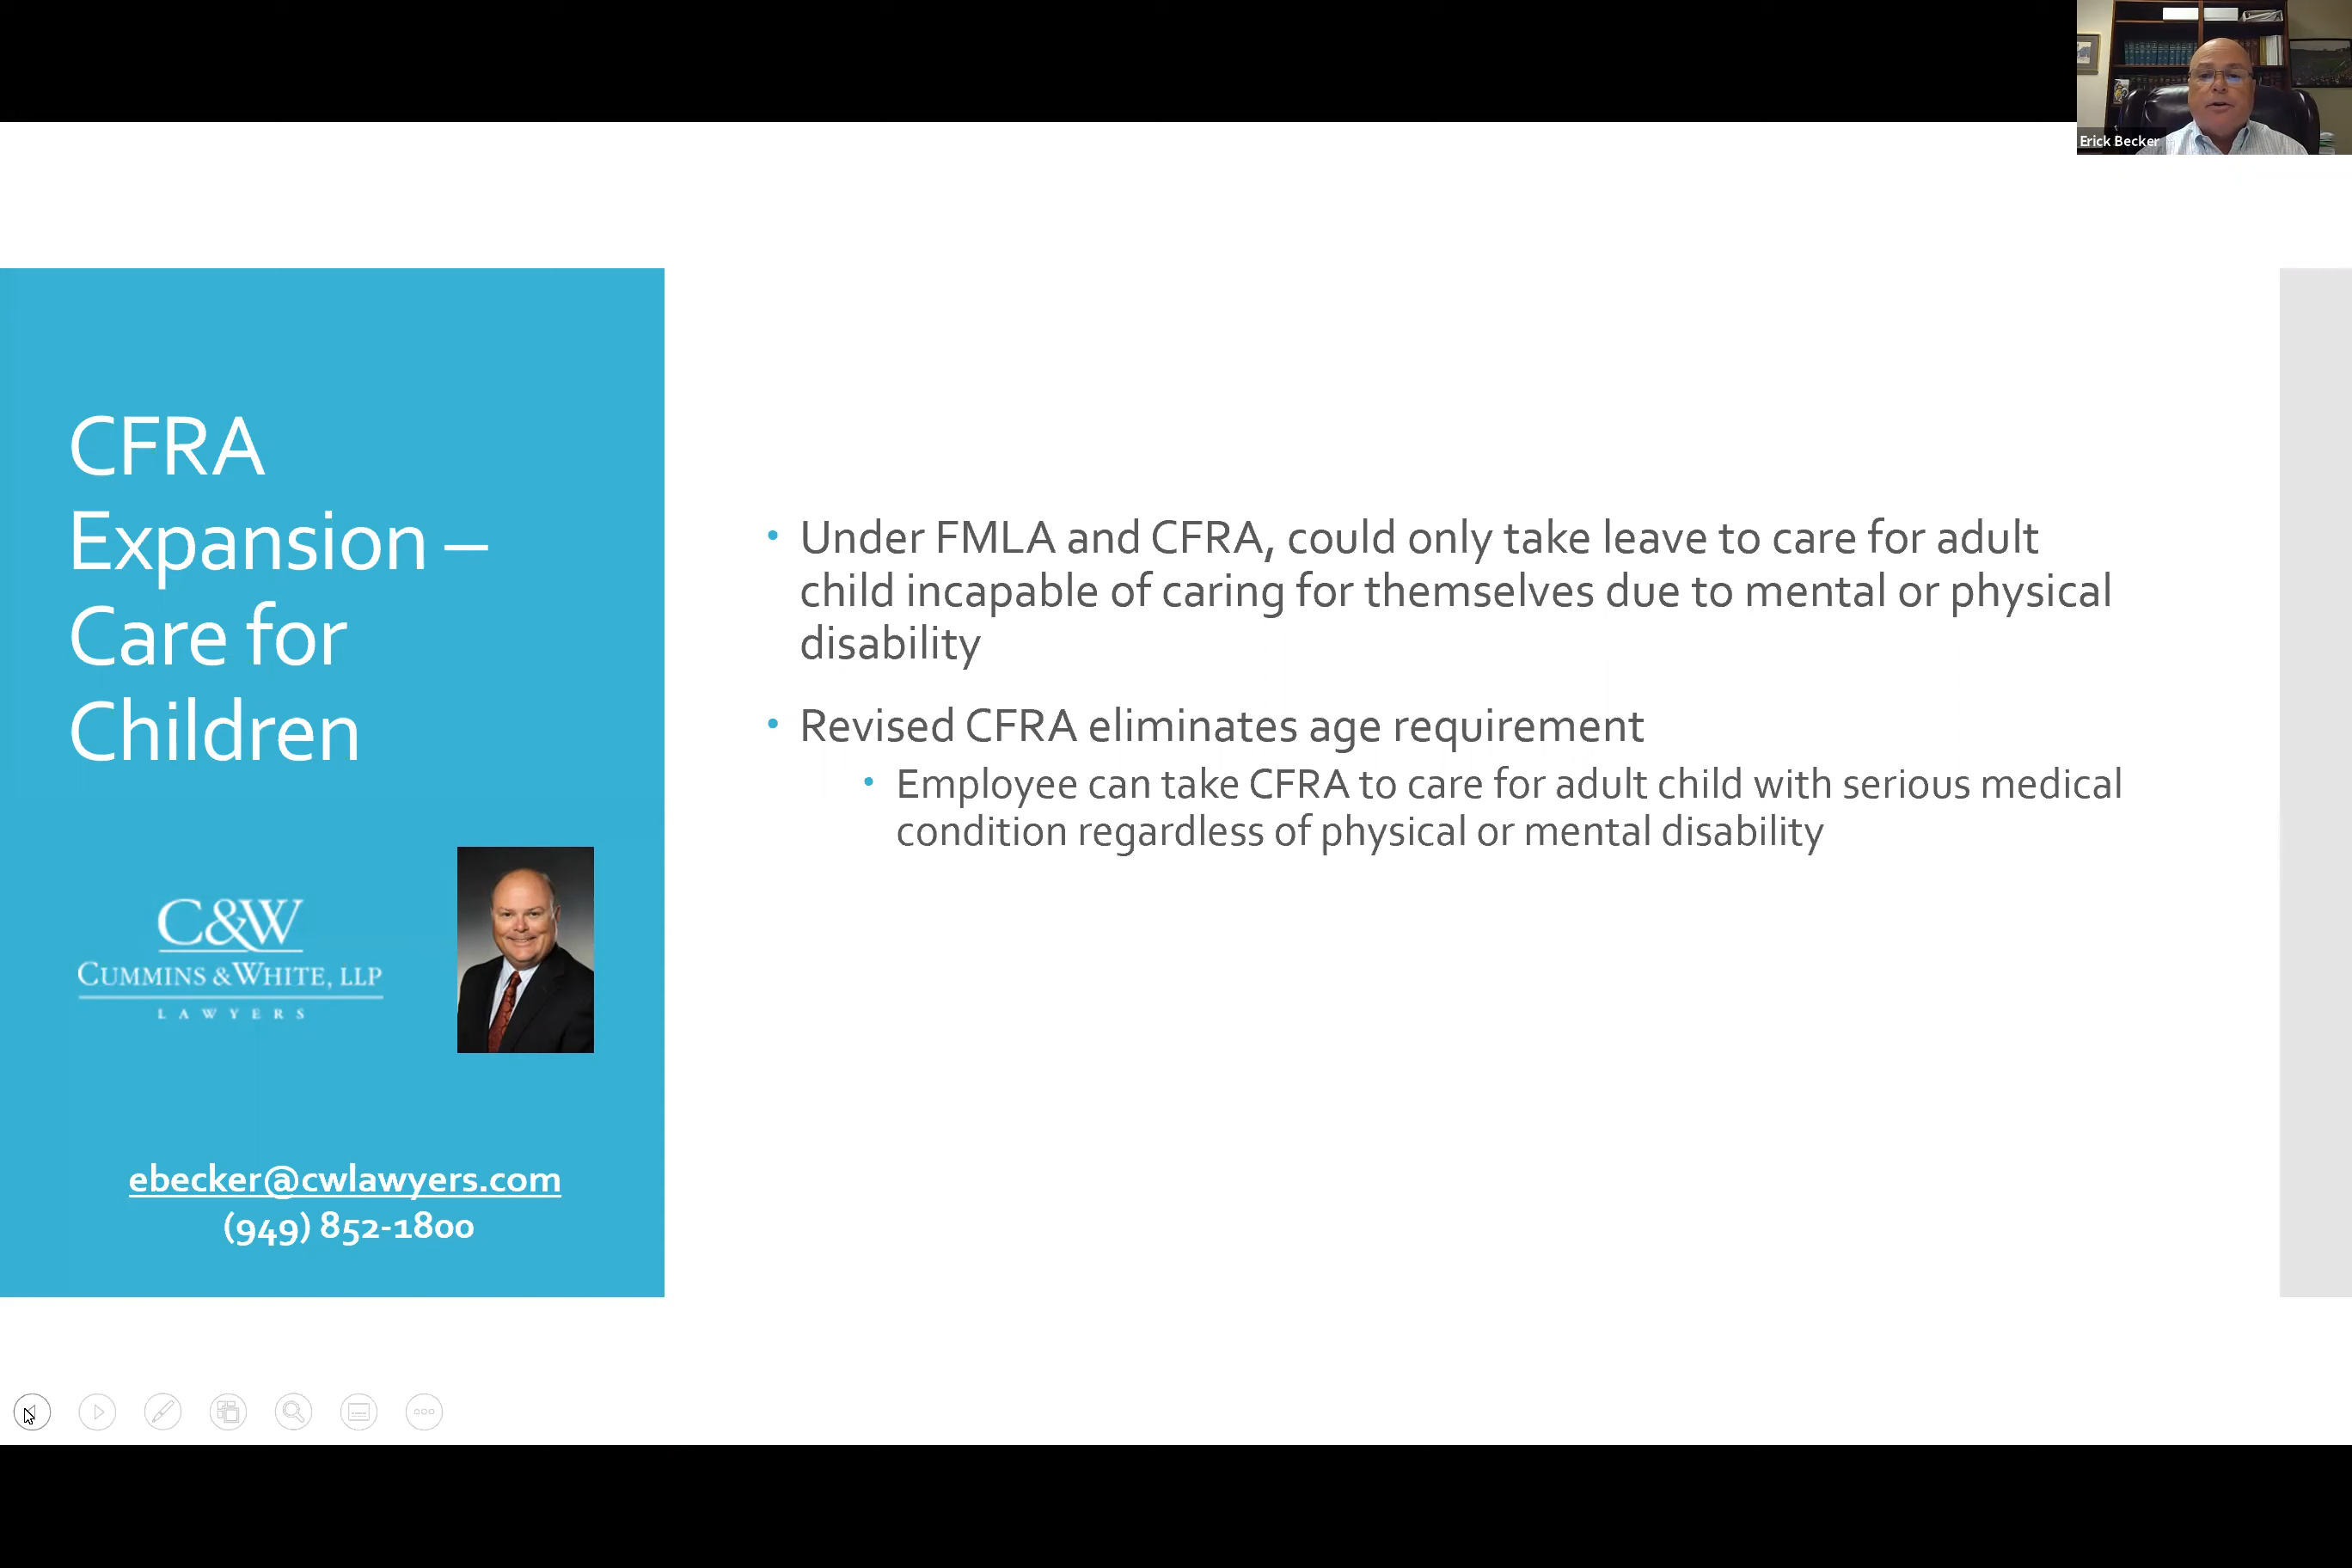 Erick Becker
CFRA
Expansion –
Care for
Children
C&W
CUMMINS & WHITE, LLP
LAWYERS
ebecker@cwlawyers.com
(949) 852-1800
• Under FMLA and CFRA, could only take leave to care for adult
child incapable of caring for themselves due to mental or physical
disability
• Revised CFRA eliminates age requirement
• Employee can take CFRA to care for adult child with serious medical
condition regardless of physical or mental disability